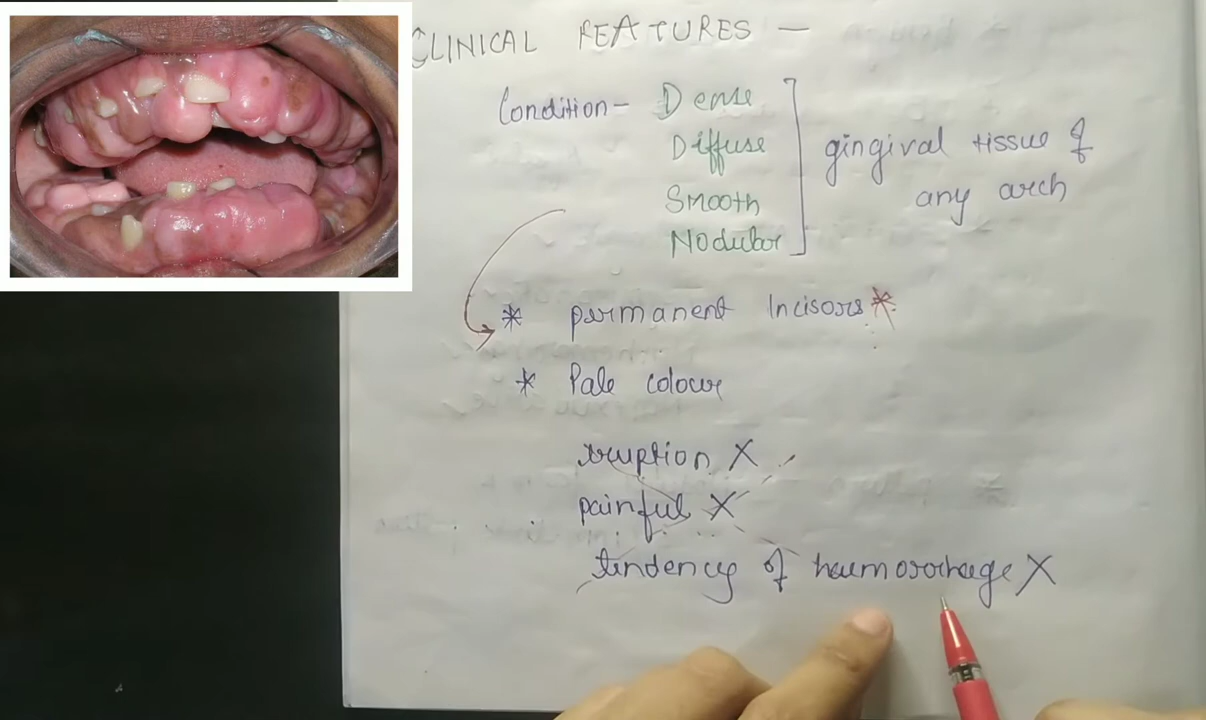 CLINICAL FEATURES —
Condition - Dense
Diffuse
Smooth
Nodular
gingival tissue of
any arch
* permanent Incisors *
* Pale colour
eruption X
painful X
tendency of haemorrhage X